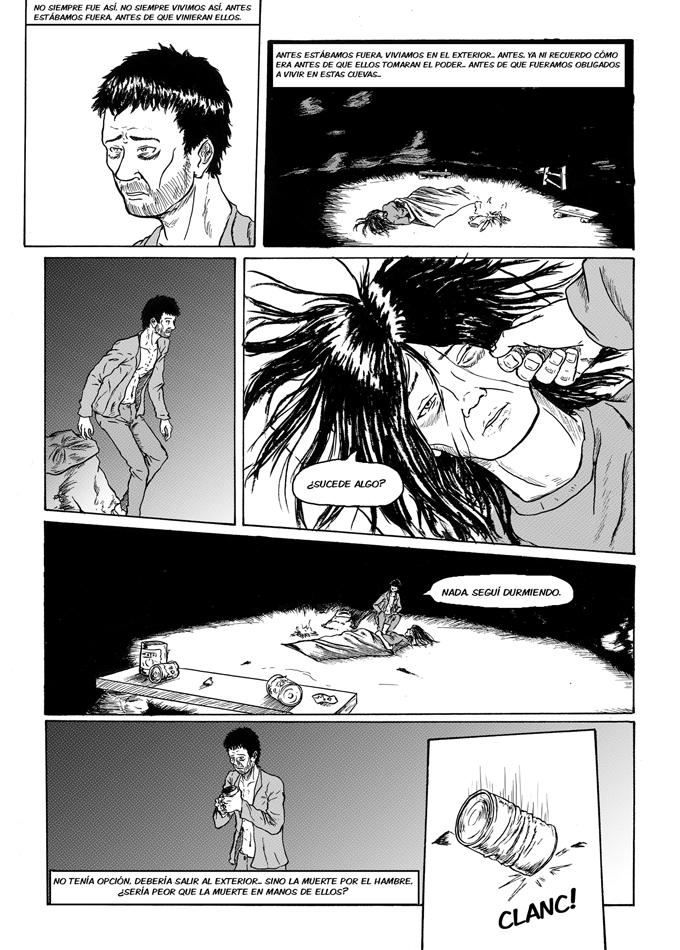 NO SIEMPRE FUE ASÍ. NO SIEMPRE VIVIMOS ASÍ. ANTES
ESTÁBAMOS FUERA. ANTES DE QUE VINIERAN ELLOS.
ANTES ESTÁBAMOS FUERA. VIVIAMOS EN EL EXTERIOR... ANTES. YA NI RECUERDO CÓMO
ERA ANTES DE QUE ELLOS TOMARAN EL PODER... ANTES DE QUE FUERAMOS OBLIGADOS
A VIVIR EN ESTAS CUEVAS...
¿SUCEDE ALGO?
NADA. SEGUÍ DURMIENDO.
NO TENÍA OPCIÓN, DEBERÍA SALIR AL EXTERIOR... SINO LA MUERTE POR EL HAMBRE.
¿SERÍA PEOR QUE LA MUERTE EN MANOS DE ELLOS?
CLANC!